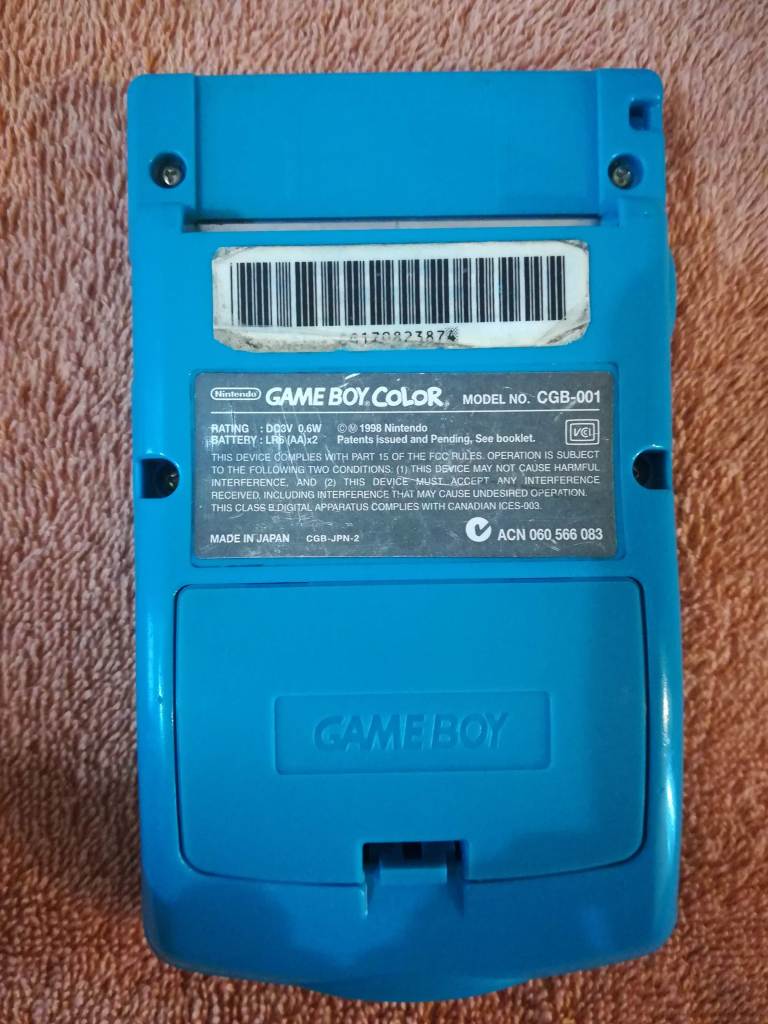 170823874
Nintendo GAME BOY COLOR MODEL NO. CGB-001
RATING : DC3V 0.6W ©Ⓜ 1998 Nintendo
BATTERY : LR6 (AA)x2 Patents issued and Pending, See booklet.
VCI
THIS DEVICE COMPLIES WITH PART 15 OF THE FCC RULES. OPERATION IS SUBJECT
TO THE FOLLOWING TWO CONDITIONS: (1) THIS DEVICE MAY NOT CAUSE HARMFUL
INTERFERENCE, AND (2) THIS DEVICE MUST ACCEPT ANY INTERFERENCE
RECEIVED, INCLUDING INTERFERENCE THAT MAY CAUSE UNDESIRED OPERATION.
THIS CLASS B DIGITAL APPARATUS COMPLIES WITH CANADIAN ICES-003.
MADE IN JAPAN CGB-JPN-2 ACN 060 566 083
GAME BOY